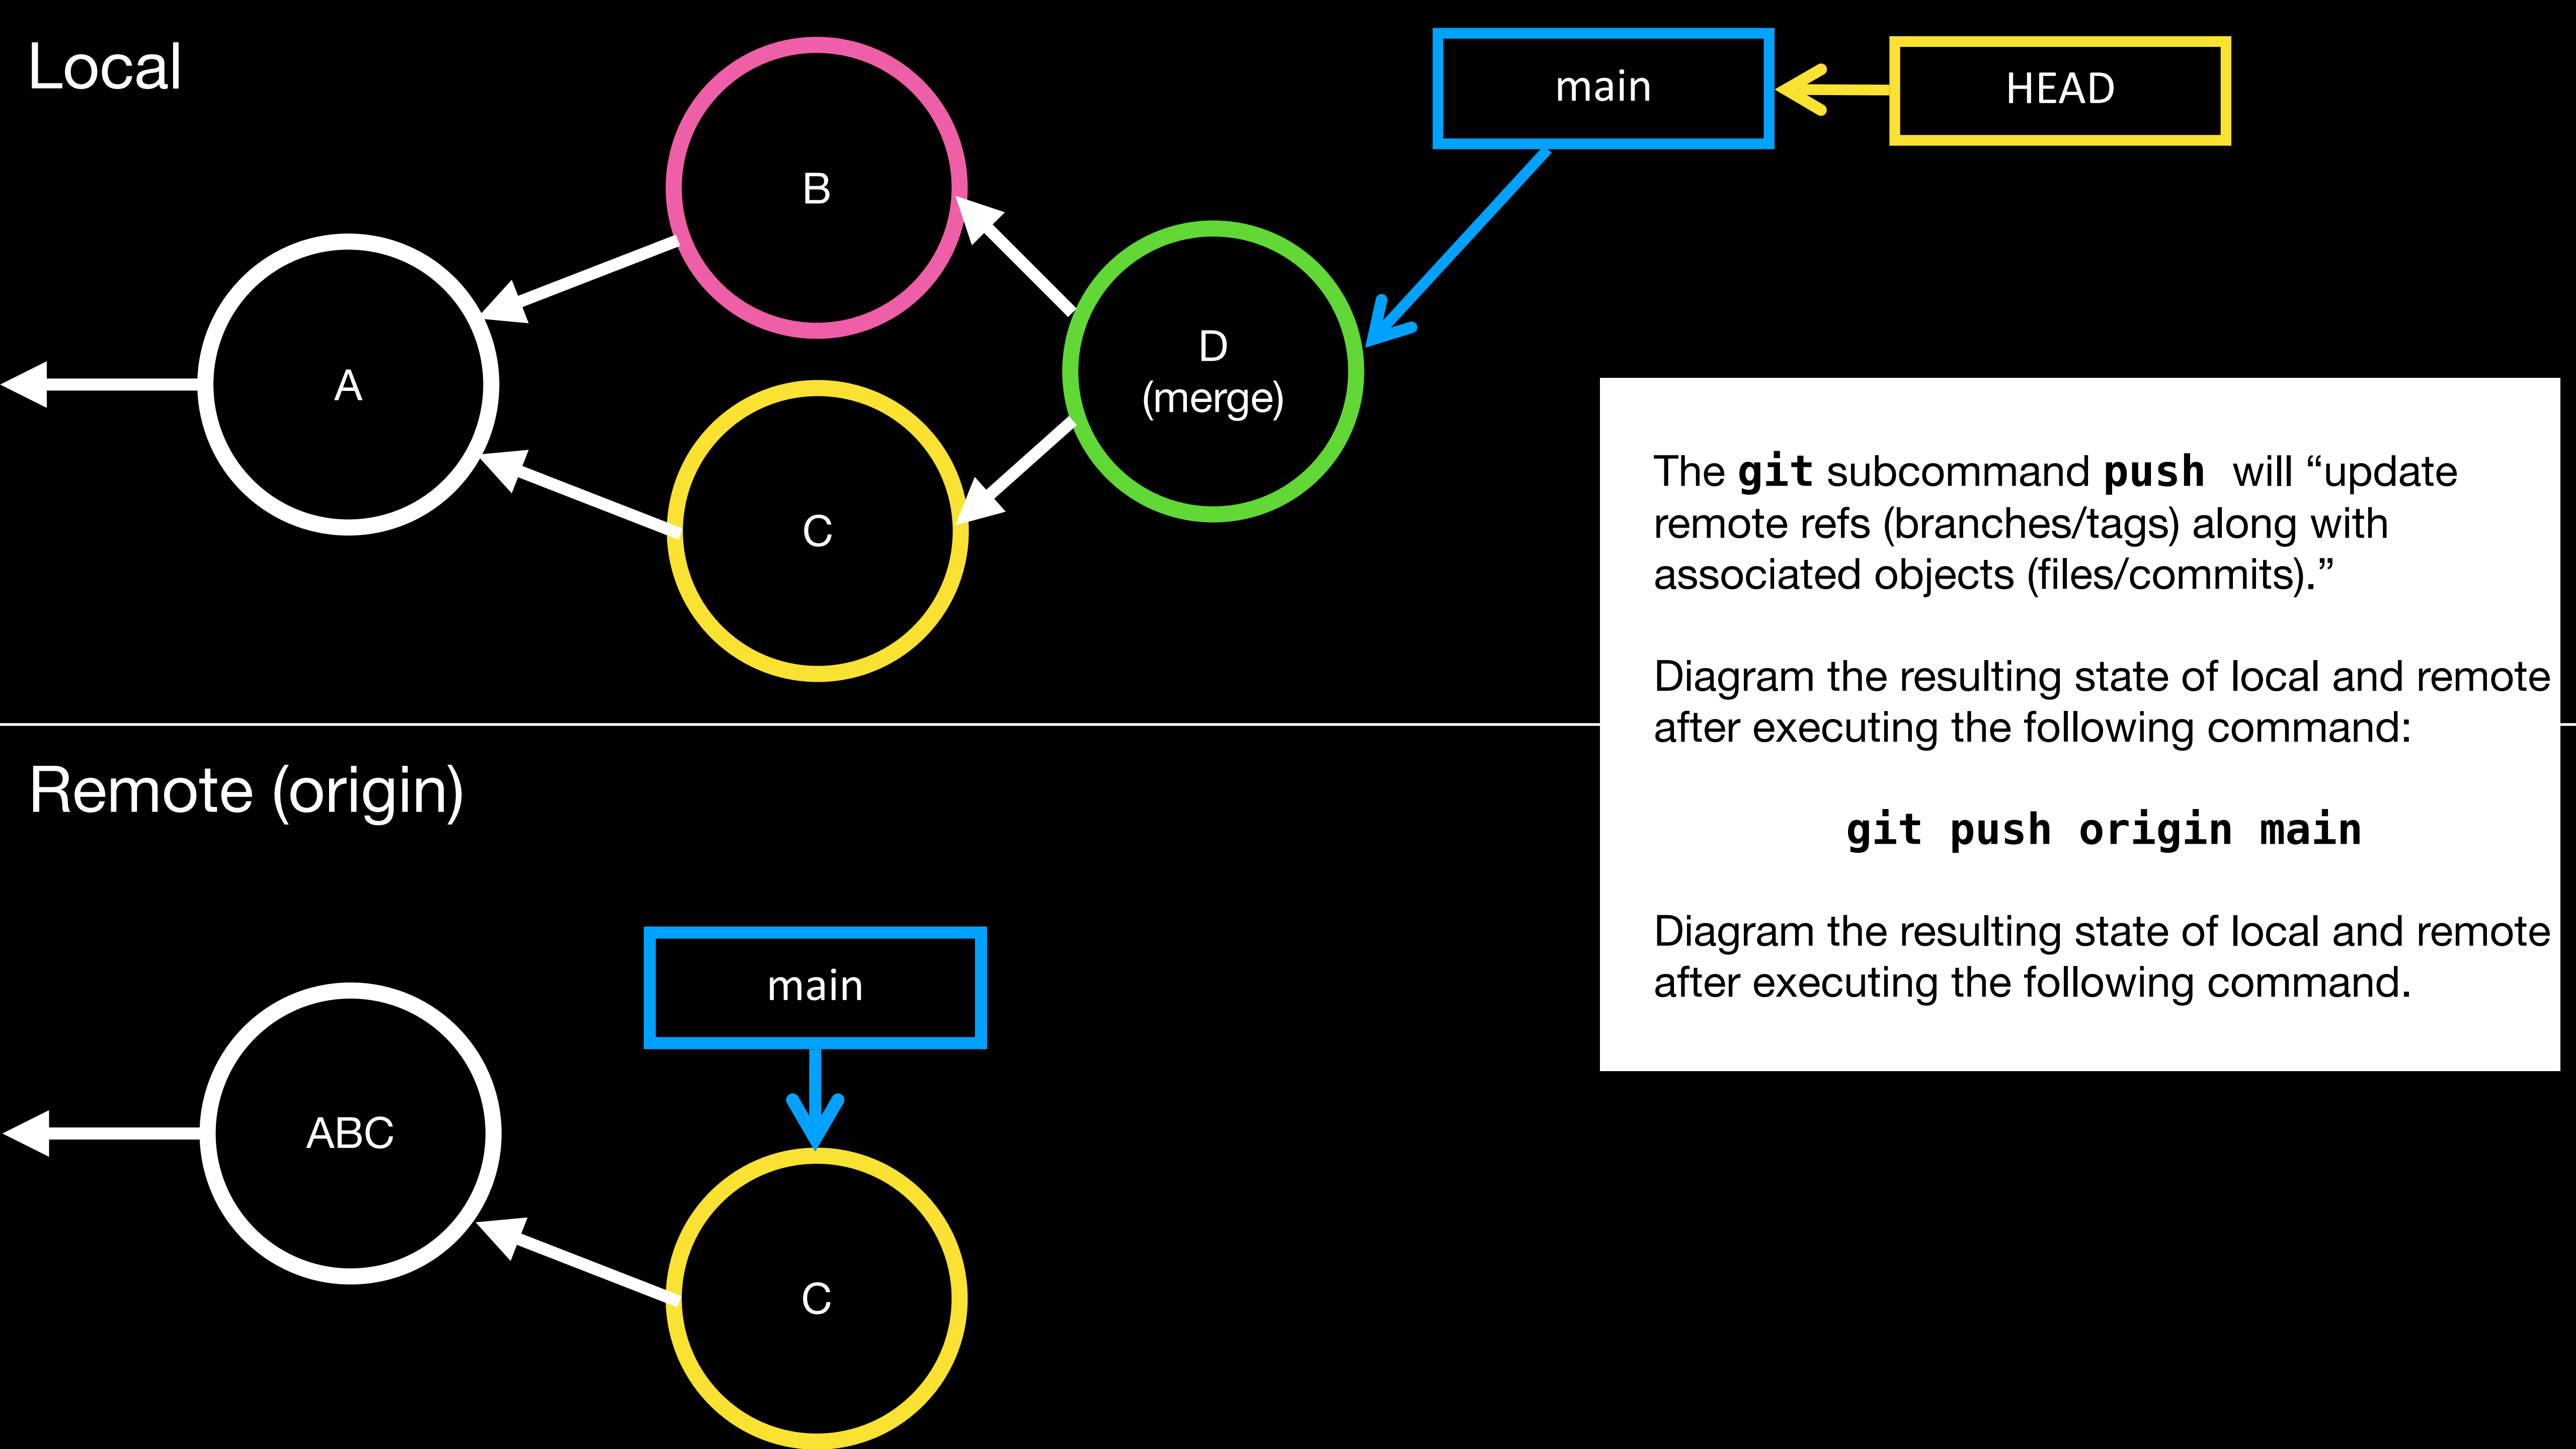 Local
B
main
HEAD
A
D
(merge)
C
The git subcommand push will “update
remote refs (branches/tags) along with
associated objects (files/commits).”
Diagram the resulting state of local and remote
after executing the following command:
git push origin main
Diagram the resulting state of local and remote
after executing the following command.
Remote (origin)
main
ABC
C